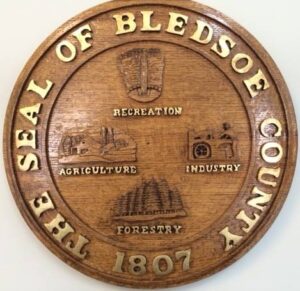 THE SEAL OF BLEDSOE COUNTY
RECREATION
AGRICULTURE
INDUSTRY
FORESTRY
1807